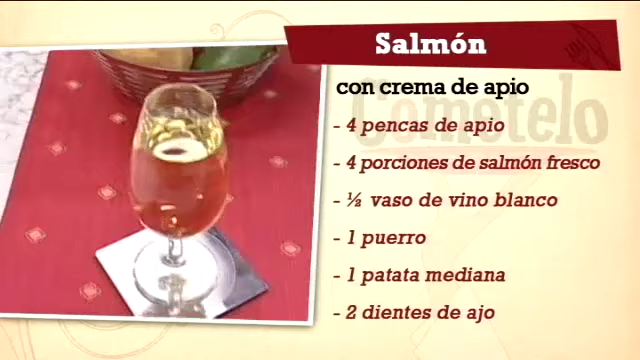 Salmón
con crema de apio
Cómetelo
- 4 pencas de apio
- 4 porciones de salmón fresco
- ½ vaso de vino blanco
- 1 puerro
- 1 patata mediana
- 2 dientes de ajo